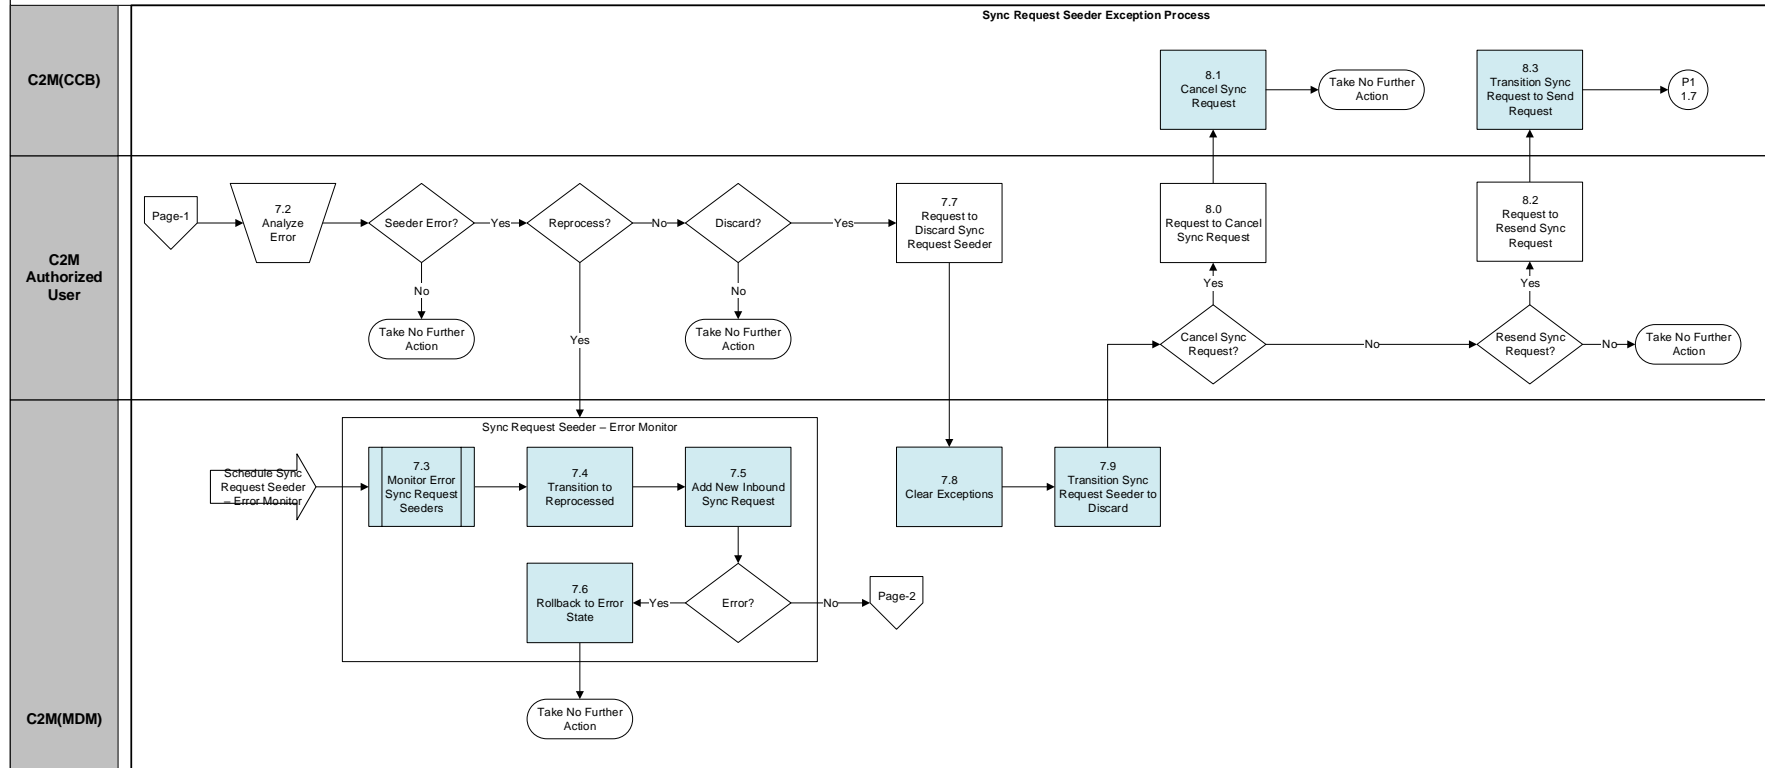 Sync Request Seeder Exception Process
C2M(CCB)
8.1
Cancel Sync
Request
Take No Further
Action
8.3
Transition Sync
Request to Send
Request
P1
1.7
C2M
Authorized
User
Page-1
7.2
Analyze
Error
Seeder Error?
Yes
No
Take No Further
Action
Reprocess?
No
Yes
Discard?
Yes
No
Take No Further
Action
7.7
Request to
Discard Sync
Request Seeder
8.0
Request to Cancel
Sync Request
Yes
Cancel Sync
Request?
No
8.2
Request to
Resend Sync
Request
Yes
Resend Sync
Request?
No
Take No Further
Action
C2M(MDM)
Sync Request Seeder – Error Monitor
Schedule Sync
Request Seeder
– Error Monitor
7.3
Monitor Error
Sync Request
Seeders
7.4
Transition to
Reprocessed
7.5
Add New Inbound
Sync Request
7.6
Rollback to Error
State
Yes
Error?
No
Page-2
Take No Further
Action
7.8
Clear Exceptions
7.9
Transition Sync
Request Seeder to
Discard